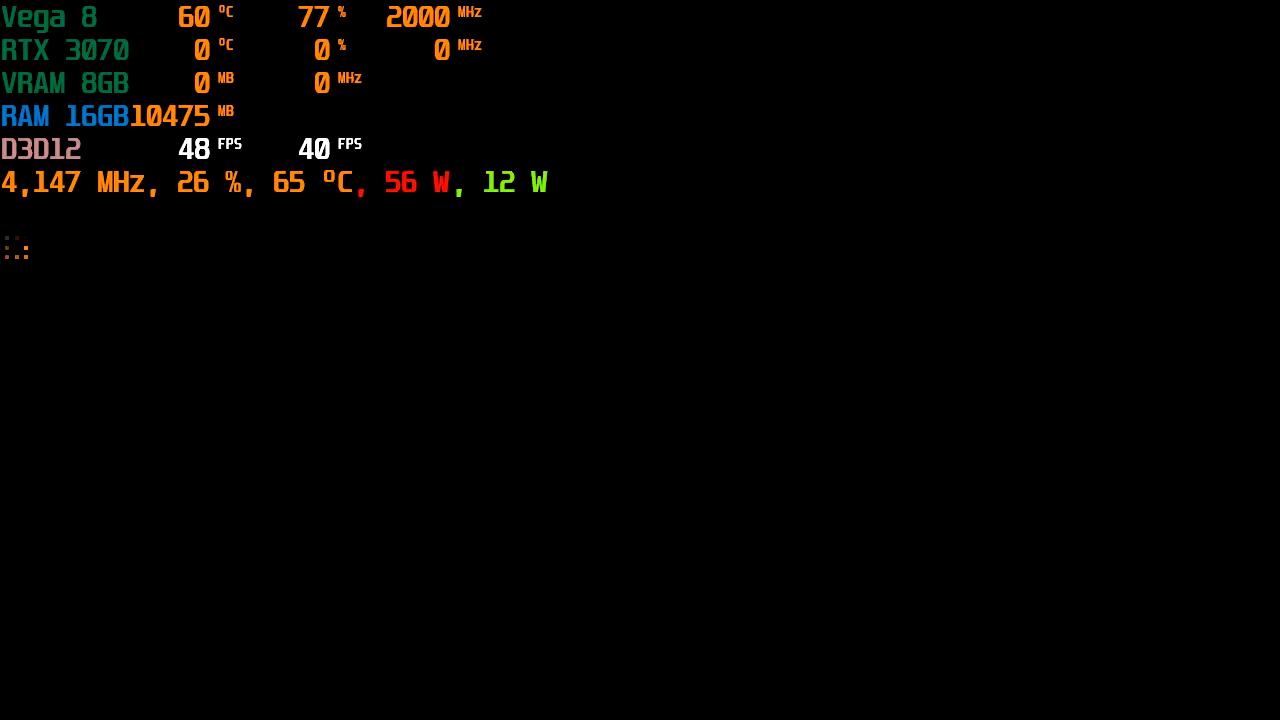 Vega 8 60 °C 77 % 2000 MHz
RTX 3070 0 °C 0 % 0 MHz
VRAM 8GB 0 MB 0 MHz
RAM 16GB10475 MB
D3D12 48 FPS 40 FPS
4,147 MHz, 26 %, 65 °C, 56 W, 12 W